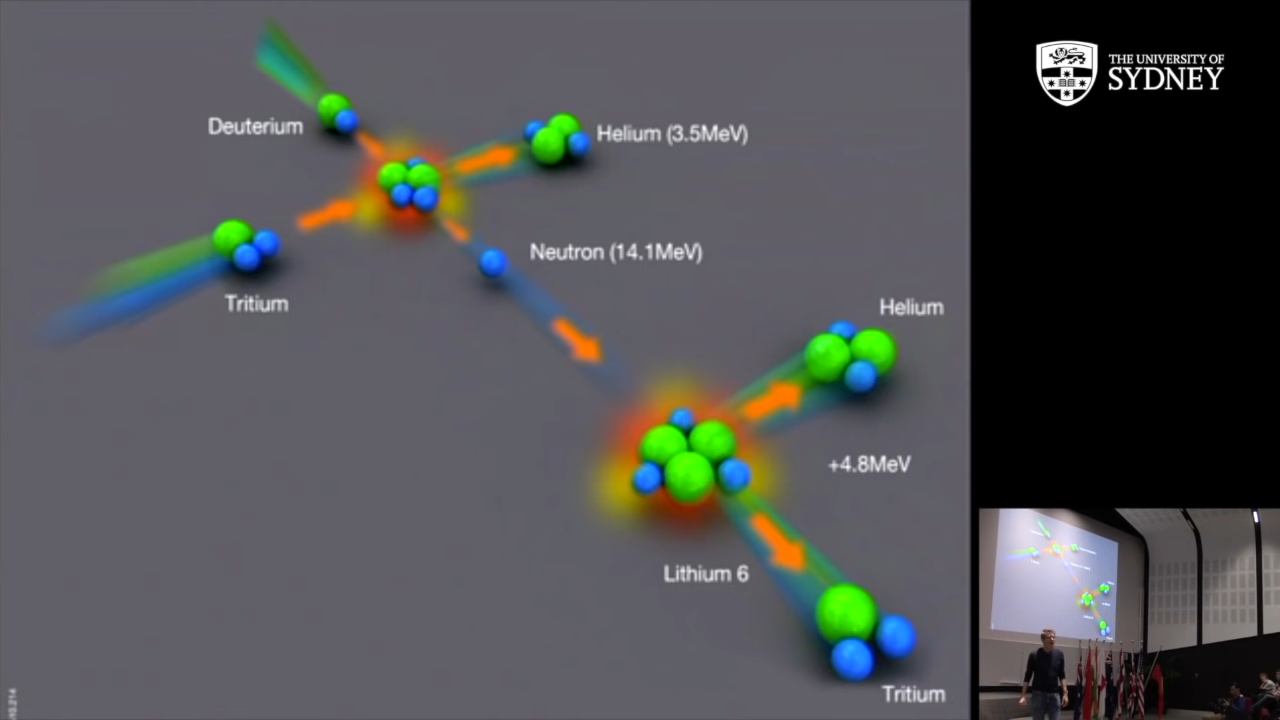 THE UNIVERSITY OF
SYDNEY
Deuterium
Helium (3.5MeV)
Neutron (14.1MeV)
Tritium
Helium
+4.8MeV
Lithium 6
Tritium